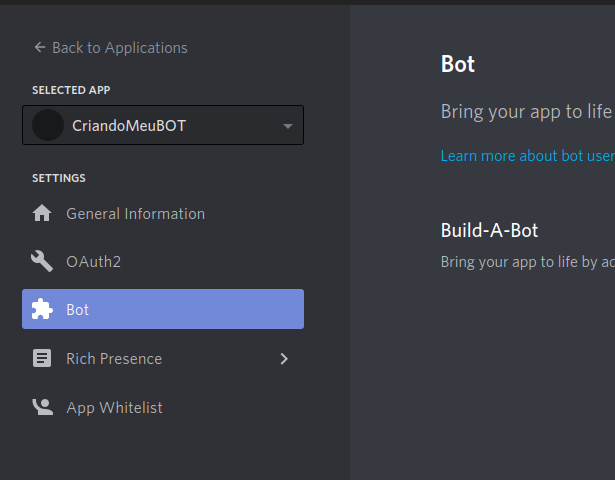 Back to Applications
SELECTED APP
CriandoMeuBOT
SETTINGS
General Information
OAuth2
Bot
Rich Presence
App Whitelist
Bot
Bring your app to life
Learn more about bot user
Build-A-Bot
Bring your app to life by